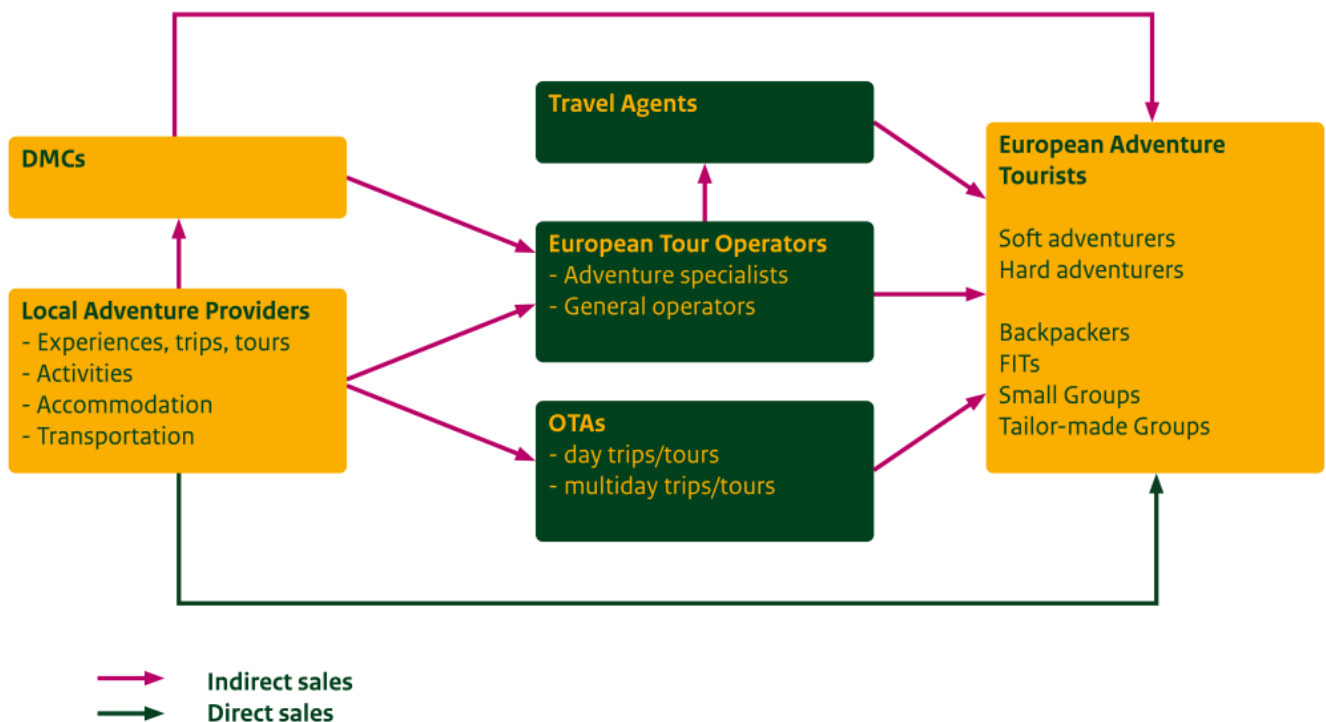 DMCs
Local Adventure Providers
- Experiences, trips, tours
- Activities
- Accommodation
- Transportation
Travel Agents
European Tour Operators
- Adventure specialists
- General operators
OTAs
- day trips/tours
- multiday trips/tours
European Adventure
Tourists
Soft adventurers
Hard adventurers
Backpackers
FITs
Small Groups
Tailor-made Groups
Indirect sales
Direct sales